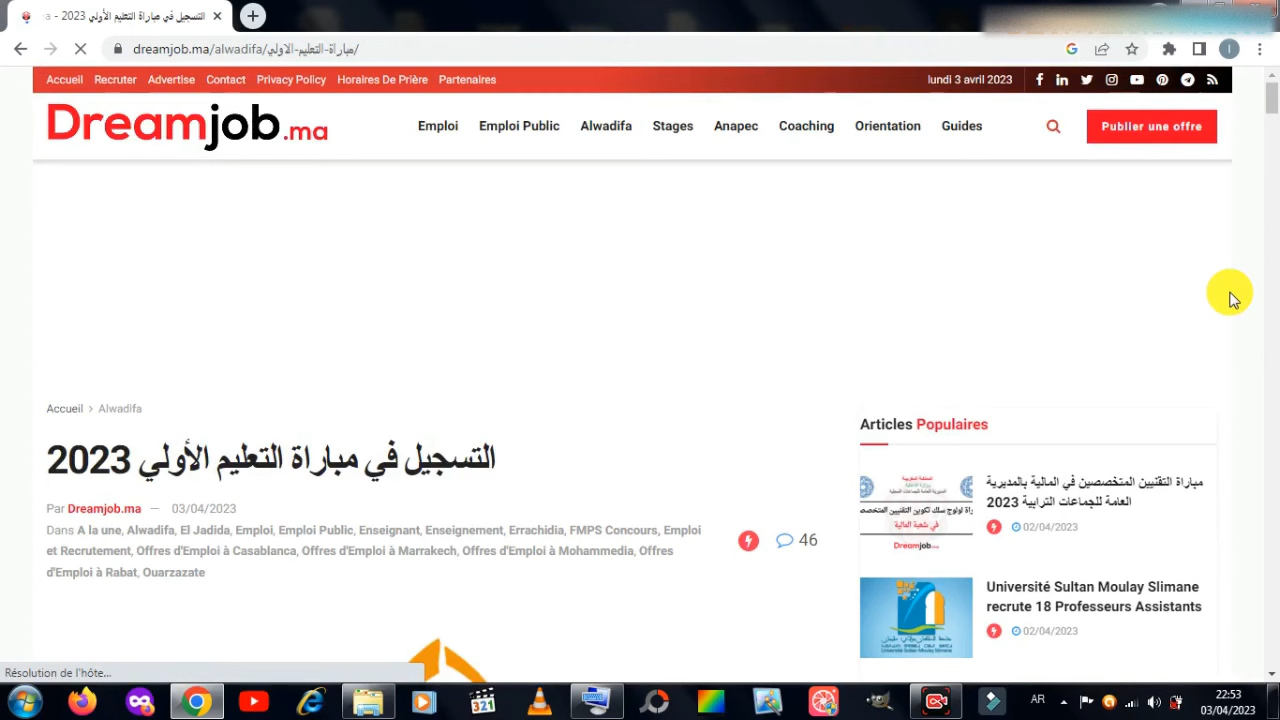 التسجيل في مباراة التعليم الأولي 2023 -
dreamjob.ma/alwadifa/مباراة-التعليم-الاولي/
Accueil Recruter Advertise Contact Privacy Policy Horaires De Prière Partenaires lundi 3 avril 2023
Dreamjob.ma
Emploi Emploi Public Alwadifa Stages Anapec Coaching Orientation Guides Publier une offre
Accueil > Alwadifa
التسجيل في مباراة التعليم الأولي 2023
Par Dreamjob.ma — 03/04/2023
Dans A la une, Alwadifa, El Jadida, Emploi, Emploi Public, Enseignant, Enseignement, Errachidia, FMPS Concours, Emploi
et Recrutement, Offres d'Emploi à Casablanca, Offres d'Emploi à Marrakech, Offres d'Emploi à Mohammedia, Offres
d'Emploi à Rabat, Ouarzazate
46
Articles Populaires
مباراة التقنيين المتخصصين في المالية بالمديرية
العامة للجماعات الترابية 2023
02/04/2023
في شعبة المالية
Dreamjob
Université Sultan Moulay Slimane
recrute 18 Professeurs Assistants
02/04/2023
Résolution de l'hôte...
321
AR
22:53
03/04/2023